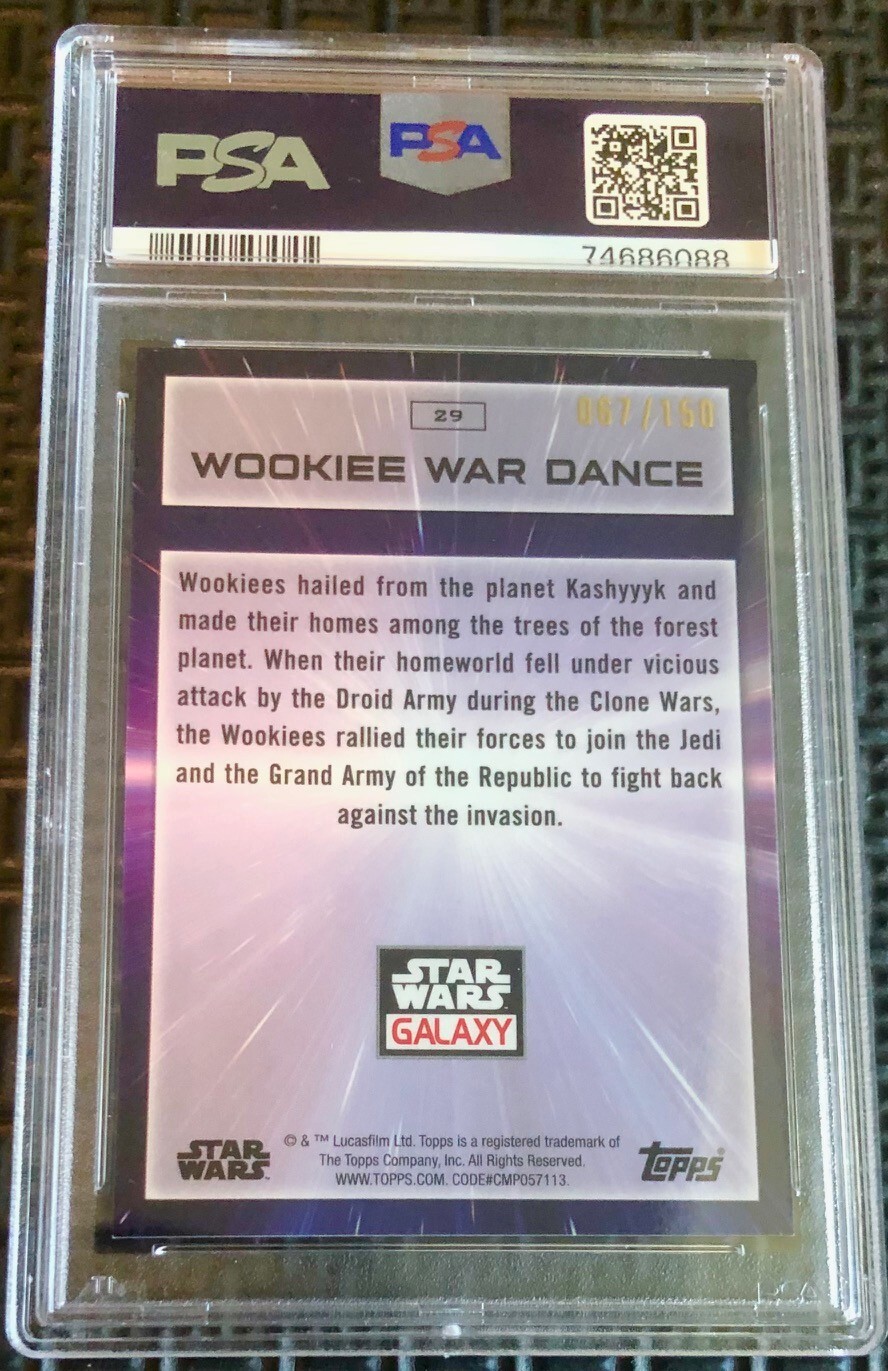 PSA PSA
74686088
29 067/150
WOOKIEE WAR DANCE
Wookiees hailed from the planet Kashyyyk and
made their homes among the trees of the forest
planet. When their homeworld fell under vicious
attack by the Droid Army during the Clone Wars,
the Wookiees rallied their forces to join the Jedi
and the Grand Army of the Republic to fight back
against the invasion.
STAR
WARS
GALAXY
STAR
WARS
© & ™ Lucasfilm Ltd. Topps is a registered trademark of
The Topps Company, Inc. All Rights Reserved.
WWW.TOPPS.COM. CODE#CMP057113.
topps®